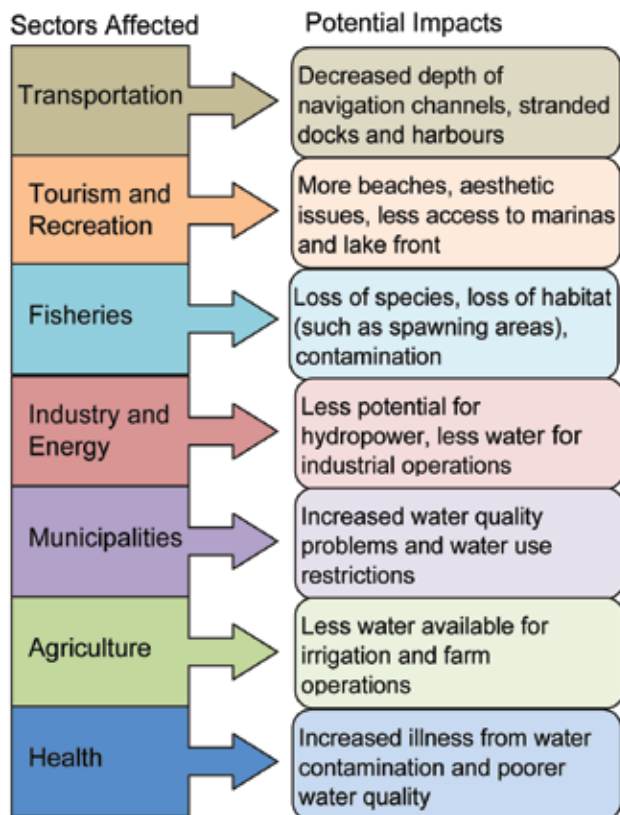 Sectors Affected
Potential Impacts
Transportation
Decreased depth of
navigation channels, stranded
docks and harbours
Tourism and
Recreation
More beaches, aesthetic
issues, less access to marinas
and lake front
Fisheries
Loss of species, loss of habitat
(such as spawning areas),
contamination
Industry and
Energy
Less potential for
hydropower, less water for
industrial operations
Municipalities
Increased water quality
problems and water use
restrictions
Agriculture
Less water available for
irrigation and farm
operations
Health
Increased illness from water
contamination and poorer
water quality